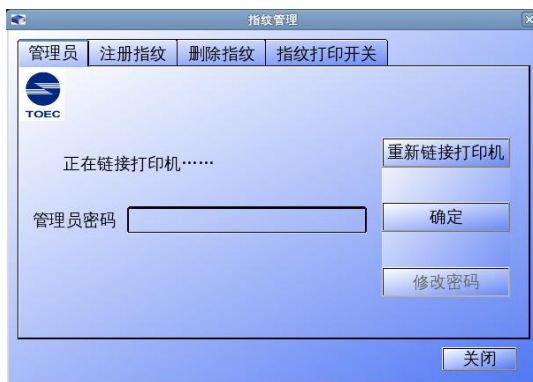 指纹管理
管理员 注册指纹 删除指纹 指纹打印开关
TOEC
重新链接打印机
正在链接打印机……
管理员密码
确定
修改密码
关闭